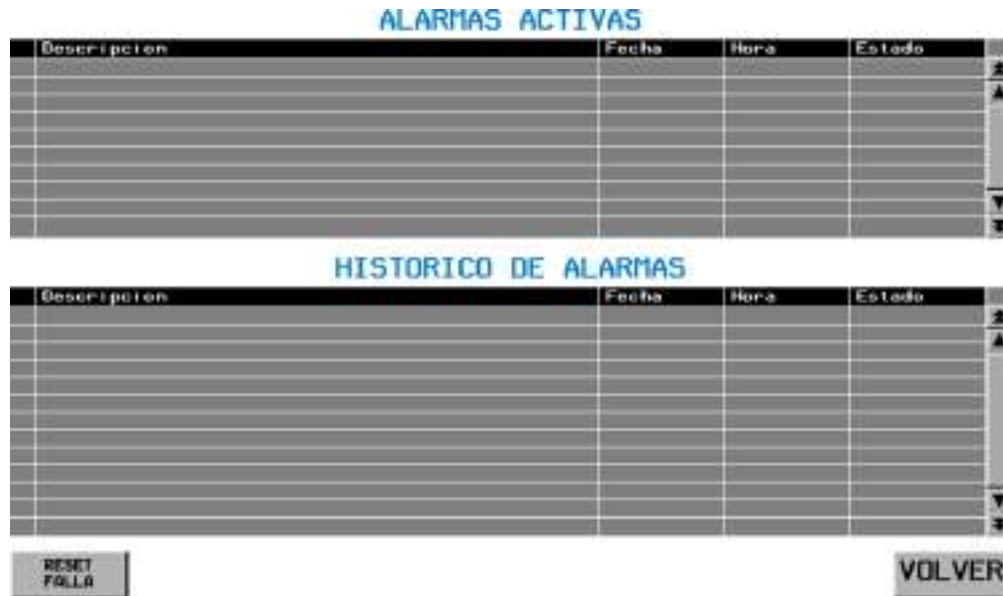 ALARMAS ACTIVAS
Descripcion Fecha Hora Estado
HISTORICO DE ALARMAS
Descripcion Fecha Hora Estado
RESET
FALLA
VOLVER